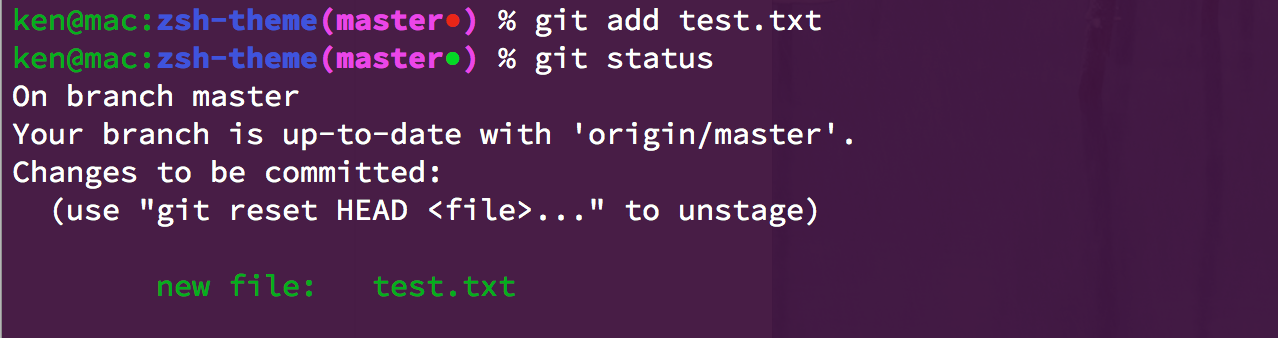 ken@mac:zsh-theme(master●) % git add test.txt
ken@mac:zsh-theme(master●) % git status
On branch master
Your branch is up-to-date with 'origin/master'.
Changes to be committed:
  (use "git reset HEAD <file>..." to unstage)
        new file:   test.txt